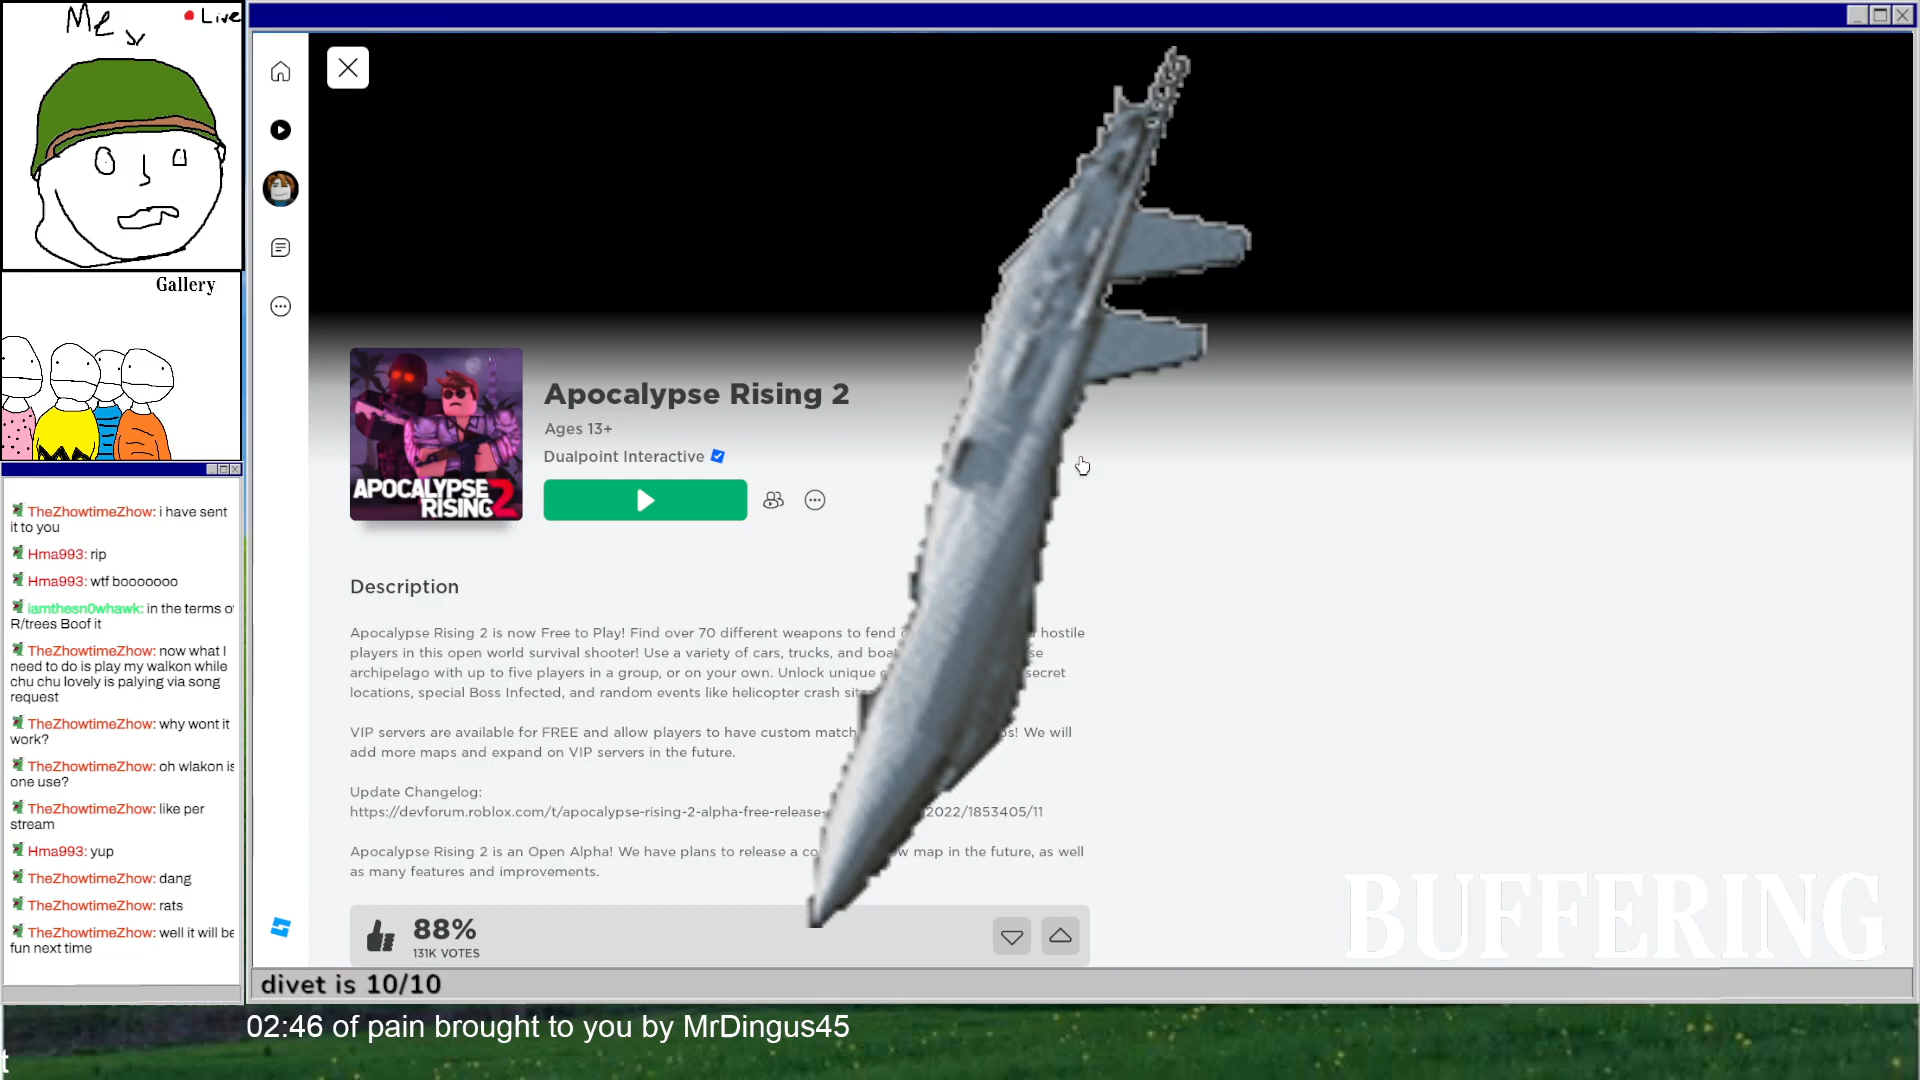 Me
Live
Gallery
TheZhowtimeZhow: i have sent
it to you
Hma993: rip
Hma993: wtf booooooo
iamthesn0whawk: in the terms of
R/trees Boof it
TheZhowtimeZhow: now what I
need to do is play my walkon while
chu chu lovely is palying via song
request
TheZhowtimeZhow: why wont it
work?
TheZhowtimeZhow: oh wlakon is
one use?
TheZhowtimeZhow: like per
stream
Hma993: yup
TheZhowtimeZhow: dang
TheZhowtimeZhow: rats
TheZhowtimeZhow: well it will be
fun next time
APOCALYPSE
RISING 2
Apocalypse Rising 2
Ages 13+
Dualpoint Interactive
Description
Apocalypse Rising 2 is now Free to Play! Find over 70 different weapons to fend hostile
players in this open world survival shooter! Use a variety of cars, trucks, and boa se
archipelago with up to five players in a group, or on your own. Unlock unique secret
locations, special Boss Infected, and random events like helicopter crash sit
VIP servers are available for FREE and allow players to have custom match ps! We will
add more maps and expand on VIP servers in the future.
Update Changelog:
https://devforum.roblox.com/t/apocalypse-rising-2-alpha-free-release- 2022/1853405/11
Apocalypse Rising 2 is an Open Alpha! We have plans to release a co w map in the future, as well
as many features and improvements.
88%
131K VOTES
BUFFERING
divet is 10/10
02:46 of pain brought to you by MrDingus45
t